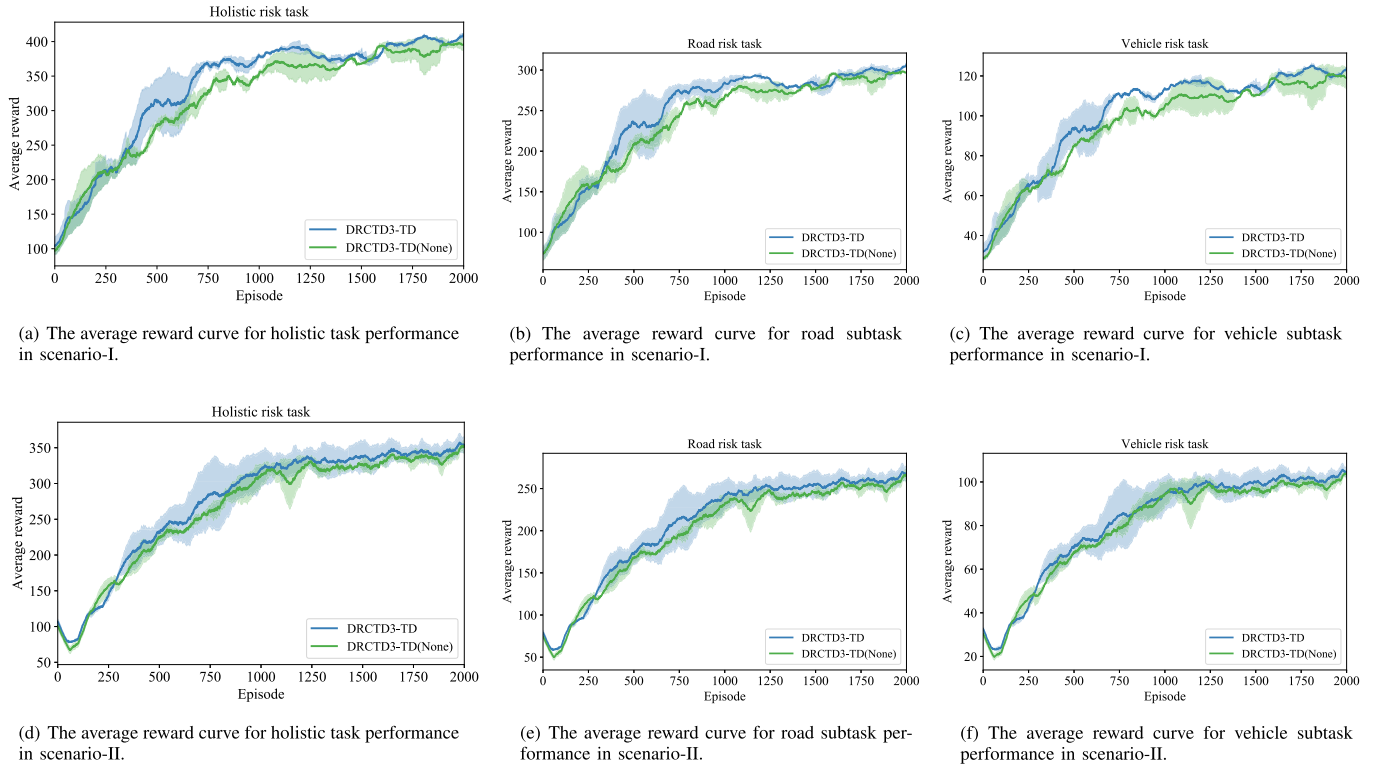 Holistic risk task
400
350
300
250
200
150
100
Average reward
DRCTD3-TD
DRCTD3-TD(None)
0 250 500 750 1000 1250 1500 1750 2000
Episode
(a) The average reward curve for holistic task performance
in scenario-I.
Road risk task
300
250
200
150
100
Average reward
DRCTD3-TD
DRCTD3-TD(None)
0 250 500 750 1000 1250 1500 1750 2000
Episode
(b) The average reward curve for road subtask
performance in scenario-I.
Vehicle risk task
120
100
80
60
40
Average reward
DRCTD3-TD
DRCTD3-TD(None)
0 250 500 750 1000 1250 1500 1750 2000
Episode
(c) The average reward curve for vehicle subtask
performance in scenario-I.
Holistic risk task
350
300
250
200
150
100
50
Average reward
DRCTD3-TD
DRCTD3-TD(None)
0 250 500 750 1000 1250 1500 1750 2000
Episode
(d) The average reward curve for holistic task performance
in scenario-II.
Road risk task
250
200
150
100
50
Average reward
DRCTD3-TD
DRCTD3-TD(None)
0 250 500 750 1000 1250 1500 1750 2000
Episode
(e) The average reward curve for road subtask per-
formance in scenario-II.
Vehicle risk task
100
80
60
40
20
Average reward
DRCTD3-TD
DRCTD3-TD(None)
0 250 500 750 1000 1250 1500 1750 2000
Episode
(f) The average reward curve for vehicle subtask
performance in scenario-II.